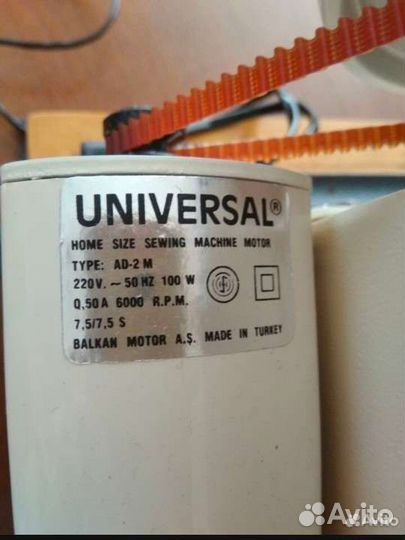 UNIVERSAL®
HOME SIZE SEWING MACHINE MOTOR
TYPE: AD-2 M
220V. ~ 50 HZ 100 W
0,50 A 6000 R.P.M.
7,5/7,5 S
BALKAN MOTOR A.Ş. MADE IN TURKEY
Avito